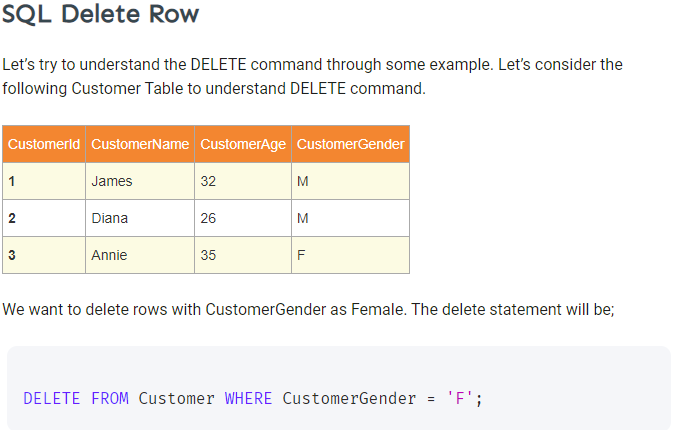 SQL Delete Row
Let’s try to understand the DELETE command through some example. Let’s consider the
following Customer Table to understand DELETE command.
CustomerId CustomerName CustomerAge CustomerGender
1 James 32 M
2 Diana 26 M
3 Annie 35 F
We want to delete rows with CustomerGender as Female. The delete statement will be;
DELETE FROM Customer WHERE CustomerGender = 'F';